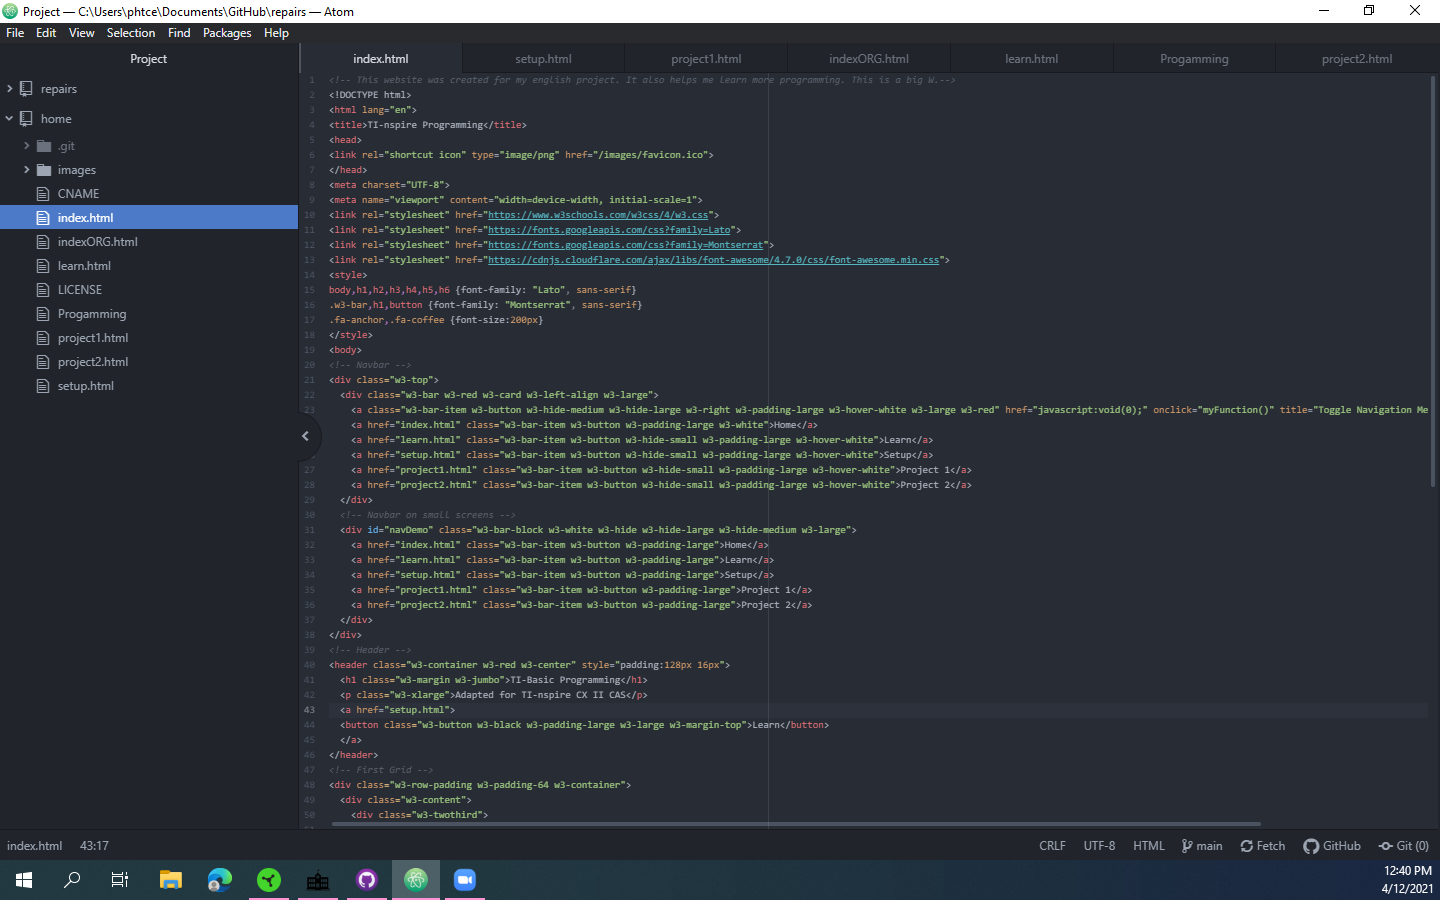 Project — C:\Users\phtce\Documents\GitHub\repairs — Atom
File Edit View Selection Find Packages Help
Project
repairs
home
.git
images
CNAME
index.html
indexORG.html
learn.html
LICENSE
Progamming
project1.html
project2.html
setup.html
index.html setup.html project1.html indexORG.html learn.html Progamming project2.html
1 <!-- This website was created for my english project. It also helps me learn more programming. This is a big W.-->
2 <!DOCTYPE html>
3 <html lang="en">
4 <title>TI-nspire Programming</title>
5 <head>
6 <link rel="shortcut icon" type="image/png" href="/images/favicon.ico">
7 </head>
8 <meta charset="UTF-8">
9 <meta name="viewport" content="width=device-width, initial-scale=1">
10 <link rel="stylesheet" href="https://www.w3schools.com/w3css/4/w3.css">
11 <link rel="stylesheet" href="https://fonts.googleapis.com/css?family=Lato">
12 <link rel="stylesheet" href="https://fonts.googleapis.com/css?family=Montserrat">
13 <link rel="stylesheet" href="https://cdnjs.cloudflare.com/ajax/libs/font-awesome/4.7.0/css/font-awesome.min.css">
14 <style>
15 body,h1,h2,h3,h4,h5,h6 {font-family: "Lato", sans-serif}
16 .w3-bar,h1,button {font-family: "Montserrat", sans-serif}
17 .fa-anchor,.fa-coffee {font-size:200px}
18 </style>
19 <body>
20 <!-- Navbar -->
21 <div class="w3-top">
22 <div class="w3-bar w3-red w3-card w3-left-align w3-large">
23 <a class="w3-bar-item w3-button w3-hide-medium w3-hide-large w3-right w3-padding-large w3-hover-white w3-large w3-red" href="javascript:void(0);" onclick="myFunction()" title="Toggle Navigation Me
<a href="index.html" class="w3-bar-item w3-button w3-padding-large w3-white">Home</a>
<a href="learn.html" class="w3-bar-item w3-button w3-hide-small w3-padding-large w3-hover-white">Learn</a>
<a href="setup.html" class="w3-bar-item w3-button w3-hide-small w3-padding-large w3-hover-white">Setup</a>
27 <a href="project1.html" class="w3-bar-item w3-button w3-hide-small w3-padding-large w3-hover-white">Project 1</a>
28 <a href="project2.html" class="w3-bar-item w3-button w3-hide-small w3-padding-large w3-hover-white">Project 2</a>
29 </div>
30 <!-- Navbar on small screens -->
31 <div id="navDemo" class="w3-bar-block w3-white w3-hide w3-hide-large w3-hide-medium w3-large">
32 <a href="index.html" class="w3-bar-item w3-button w3-padding-large">Home</a>
33 <a href="learn.html" class="w3-bar-item w3-button w3-padding-large">Learn</a>
34 <a href="setup.html" class="w3-bar-item w3-button w3-padding-large">Setup</a>
35 <a href="project1.html" class="w3-bar-item w3-button w3-padding-large">Project 1</a>
36 <a href="project2.html" class="w3-bar-item w3-button w3-padding-large">Project 2</a>
37 </div>
38 </div>
39 <!-- Header -->
40 <header class="w3-container w3-red w3-center" style="padding:128px 16px">
41 <h1 class="w3-margin w3-jumbo">TI-Basic Programming</h1>
42 <p class="w3-xlarge">Adapted for TI-nspire CX II CAS</p>
43 <a href="setup.html">
44 <button class="w3-button w3-black w3-padding-large w3-large w3-margin-top">Learn</button>
45 </a>
46 </header>
47 <!-- First Grid -->
48 <div class="w3-row-padding w3-padding-64 w3-container">
49 <div class="w3-content">
50 <div class="w3-twothird">
index.html 43:17 CRLF UTF-8 HTML main Fetch GitHub Git (0)
12:40 PM
4/12/2021